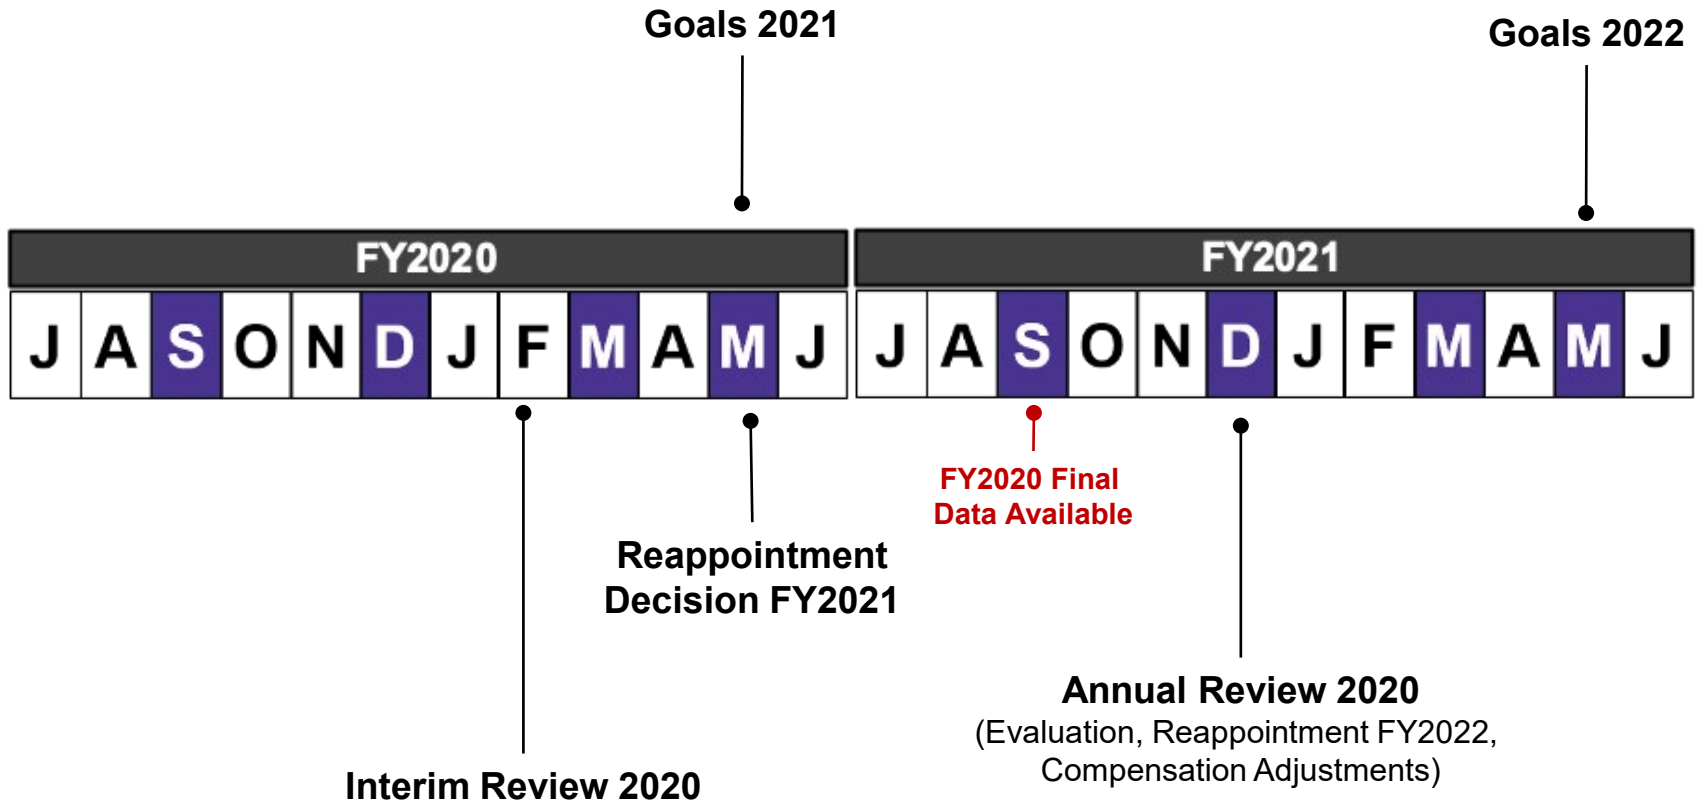 Goals 2021
Goals 2022
FY2020
FY2021
J A S O N D J F M A M J
J A S O N D J F M A M J
FY2020 Final
Data Available
Reappointment
Decision FY2021
Annual Review 2020
(Evaluation, Reappointment FY2022,
Compensation Adjustments)
Interim Review 2020